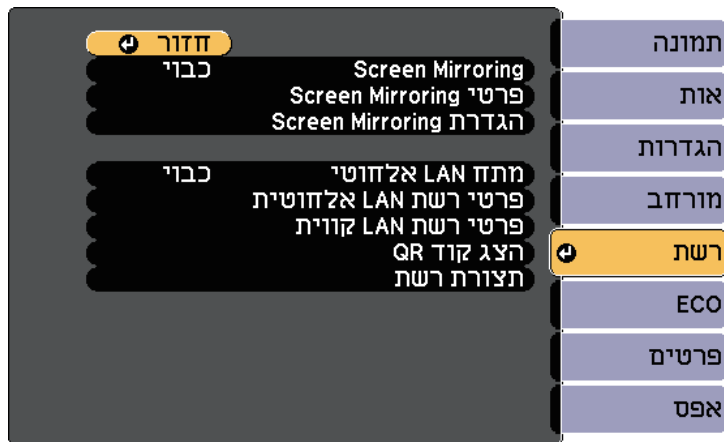 תמונה
אות
הגדרות
מורחב
רשת
ECO
פרטים
אפס
חזור
Screen Mirroring כבוי
פרטי Screen Mirroring
הגדרת Screen Mirroring
מתח LAN אלחוטי כבוי
פרטי רשת LAN אלחוטית
פרטי רשת LAN קווית
הצג קוד QR
תצורת רשת